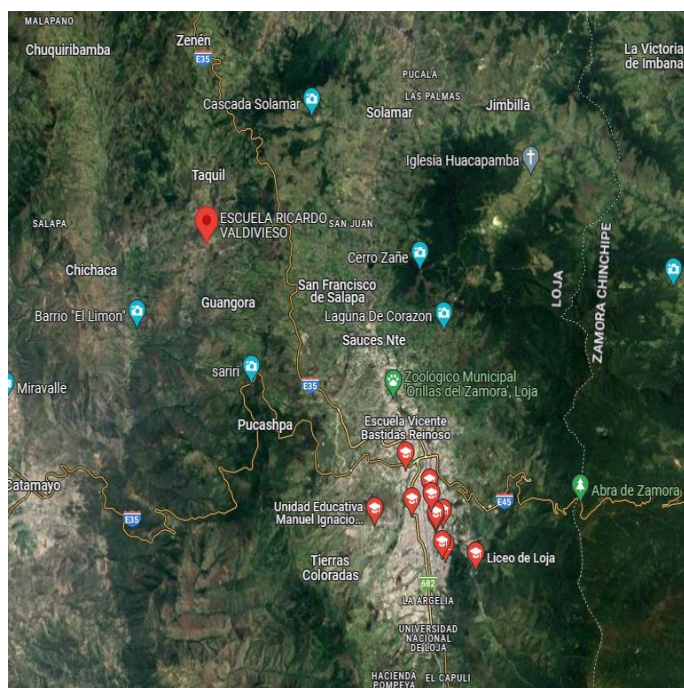 MALAPANO
Chuquiribamba
Zenén
E35
La Victoria
de Imbana
PUCALA
LAS PALMAS
Cascada Solamar
Solamar
Jimbilla
Iglesia Huacapamba
Taquil
ESCUELA RICARDO
VALDIVIESO
SAN JUAN
SALAPA
Cerro Zañe
Chichaca
LOJA
ZAMORA CHINCHIPE
San Francisco
de Salapa
Guangora
Barrio "El Limon"
Laguna De Corazon
Sauces Nte
sariri
Miravalle
E35
Zoológico Municipal
"Orillas del Zamora', Loja
Pucashpa
Escuela Vicente
Bastidas Reinoso
Catamayo
E35
E45
Abra de Zamora
Unidad Educativa
Manuel Ignacio...
Tierras
Coloradas
Liceo de Loja
682
LA ARGELIA
UNIVERSIDAD
NACIONAL
DE LOJA
HACIENDA
POMPEYA
EL CAPULI